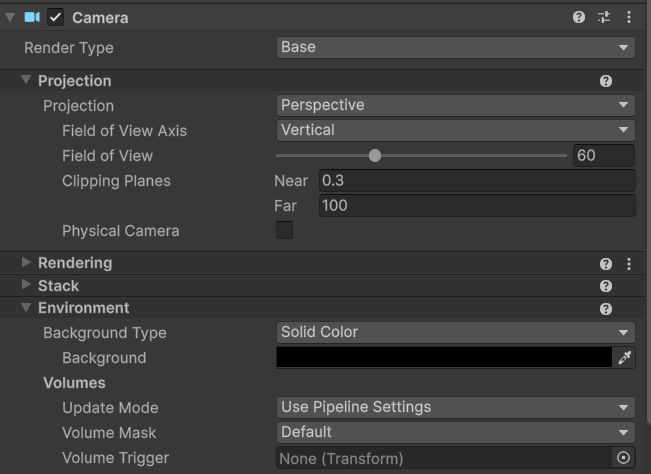 Camera
Render Type Base
Projection
Projection Perspective
Field of View Axis Vertical
Field of View 60
Clipping Planes Near 0.3
Far 100
Physical Camera
Rendering
Stack
Environment
Background Type Solid Color
Background
Volumes
Update Mode Use Pipeline Settings
Volume Mask Default
Volume Trigger None (Transform)